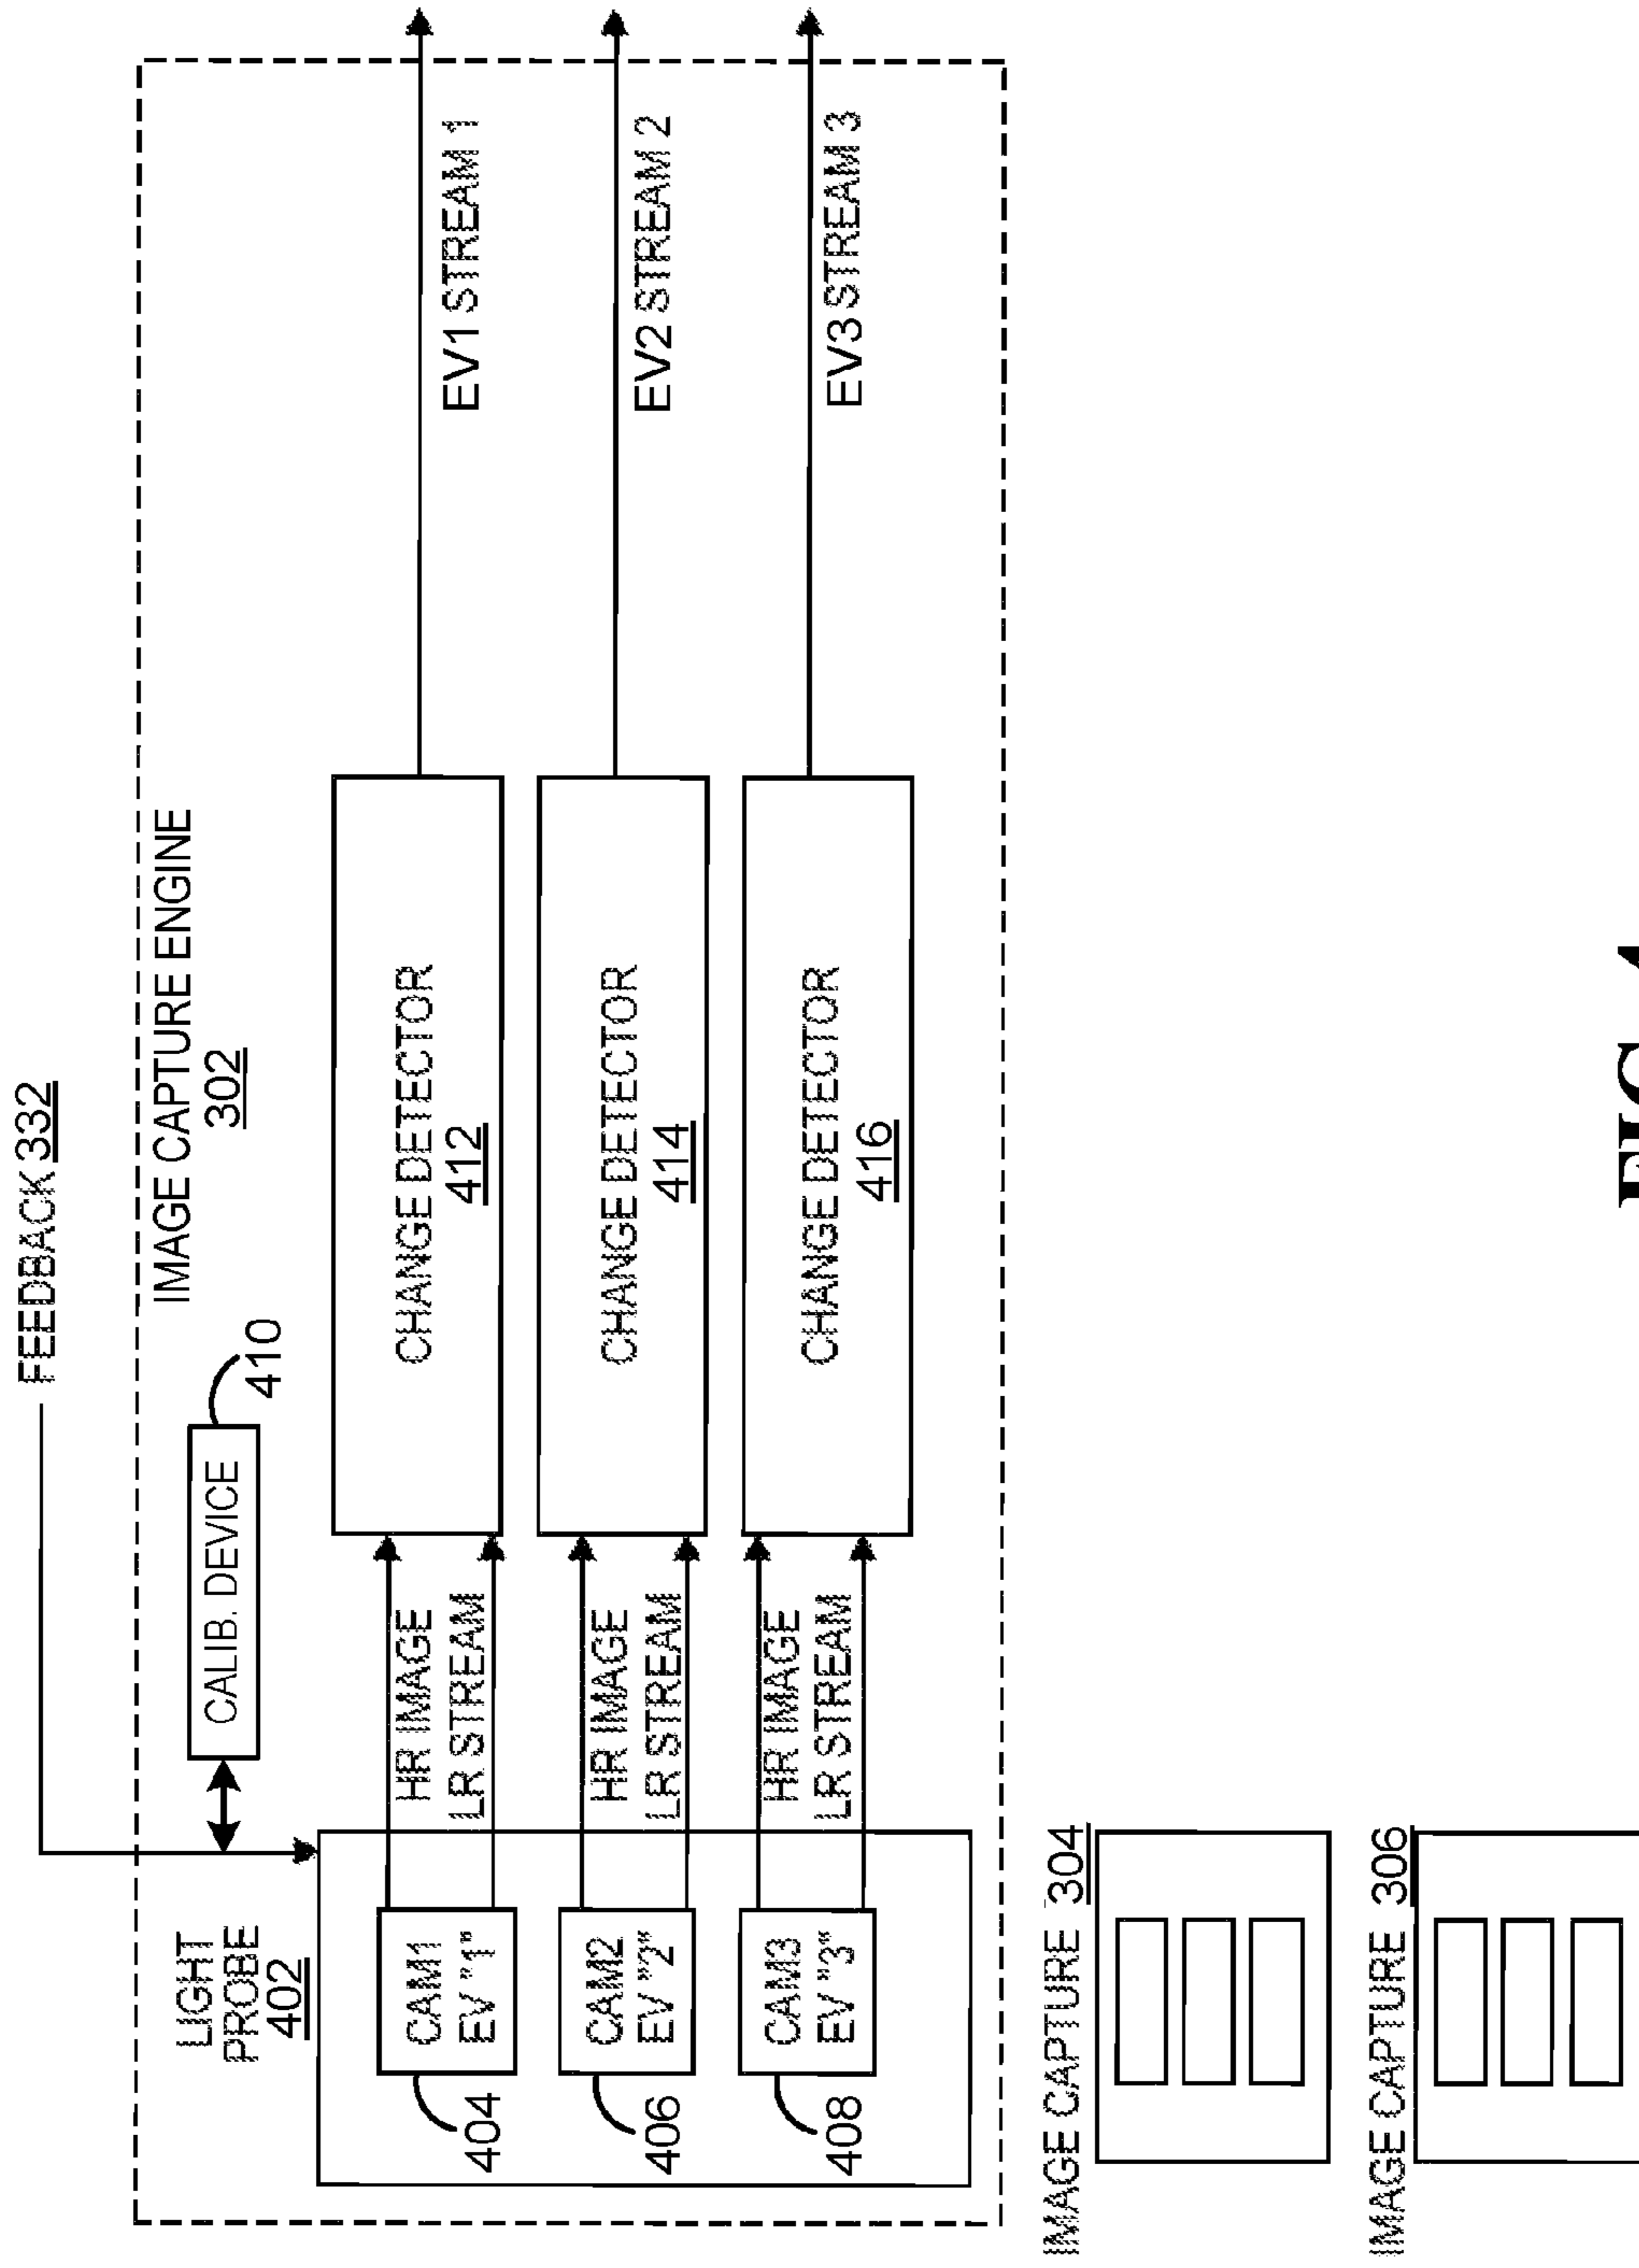 FEEDBACK 332
IMAGE CAPTURE ENGINE
302
CALIB. DEVICE
410
LIGHT
PROBE
402
CAM1
EV "1"
404
HR IMAGE
LR STREAM
CHANGE DETECTOR
412
EV1 STREAM 1
CAM2
EV "2"
406
HR IMAGE
LR STREAM
CHANGE DETECTOR
414
EV2 STREAM 2
CAM3
EV "3"
408
HR IMAGE
LR STREAM
CHANGE DETECTOR
416
EV3 STREAM 3
IMAGE CAPTURE 304
IMAGE CAPTURE 306